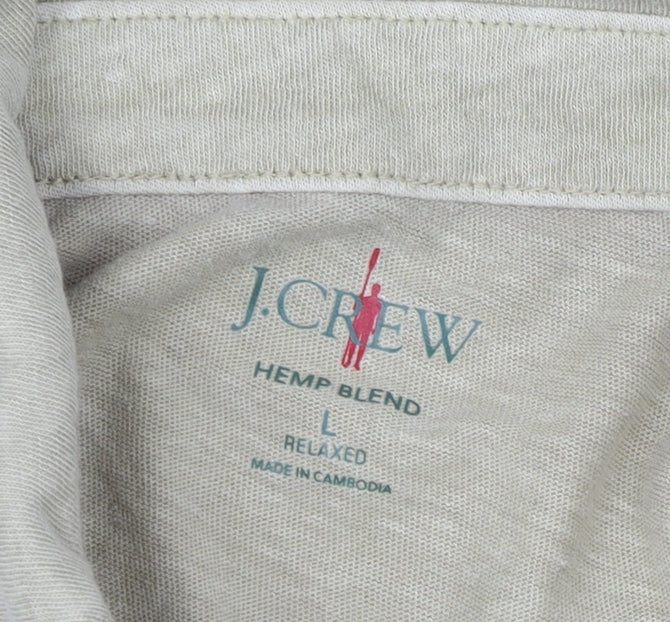 J.CREW
HEMP BLEND
L
RELAXED
MADE IN CAMBODIA